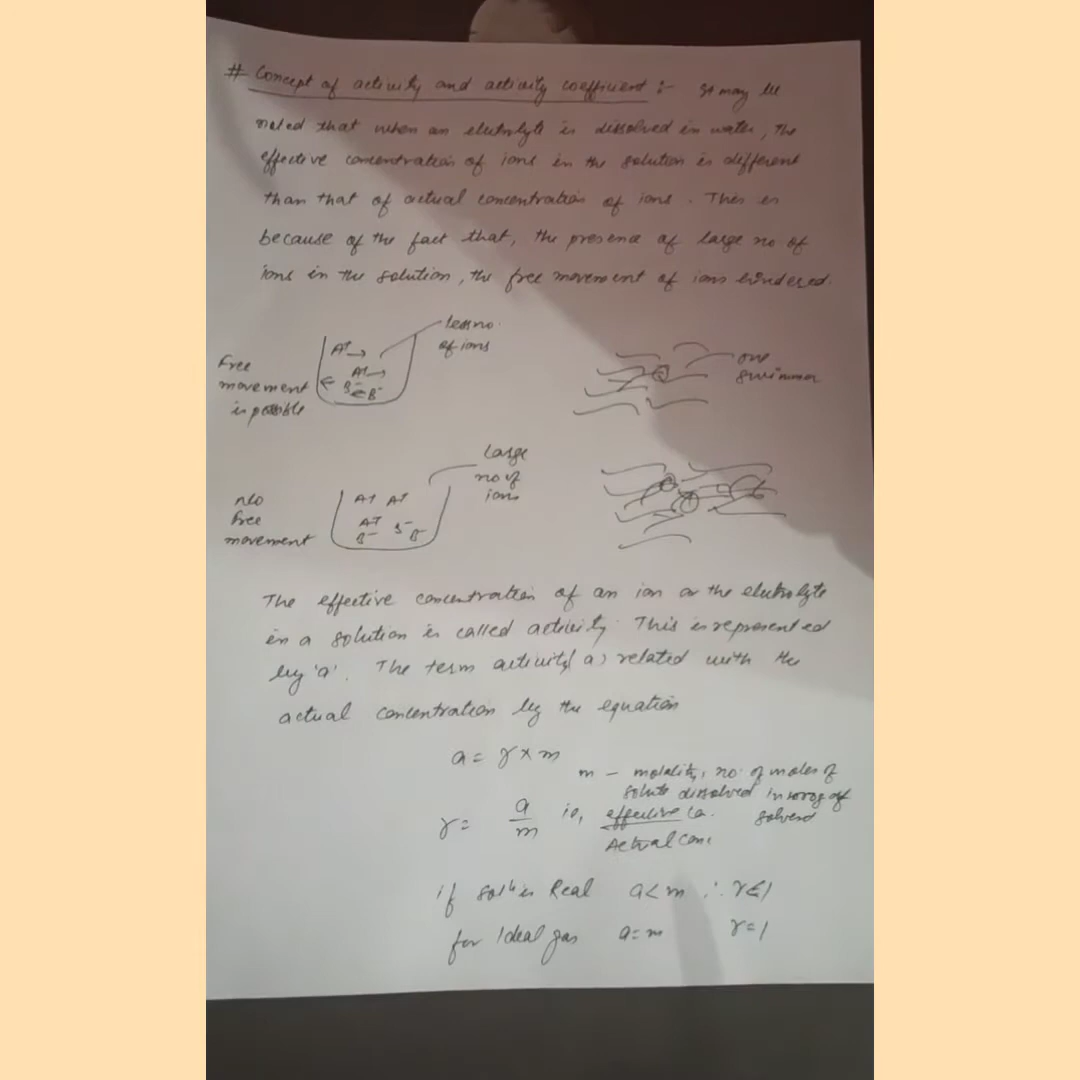 # Concept of activity and activity coefficient :- It may be
noted that when an electrolyte is dissolved in water, the
effective concentration of ions in the solution is different
than that of actual concentration of ions. This is
because of the fact that, the presence of large no of
ions in the solution, the free movement of ions hindered.
Free
movement
is possible
A+ →
A+ →
← B-
← B-
less no.
of ions
one
swimmer
no
free
movement
A+ A+
A+
B- B- B-
large
no of
ions
The effective concentration of an ion or the electrolyte
in a solution is called activity. This is represented
by 'a'. The term activity (a) related with the
actual concentration by the equation
a = γ × m
m - molality, no. of moles of
solute dissolved in 1000g of
solvent
γ = a/m ie, effective Co.
Actual conc
if soln is Real a < m ∴ γ < 1
for Ideal gas a = m γ = 1